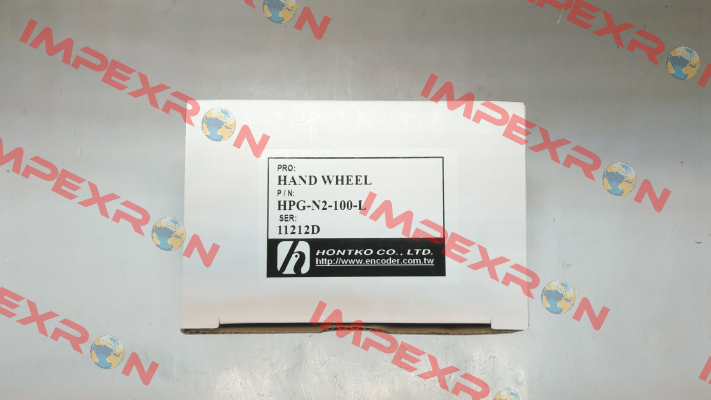 IMPEXRON
IMPEXRON
IMPEXRON
IMPEXRON
PRO:
HAND WHEEL
P / N:
HPG-N2-100-L
SER:
11212D
h HONTKO CO., LTD.
http://www.encoder.com.tw
IMPEXRON
IMPEXRON
IMPEXRON